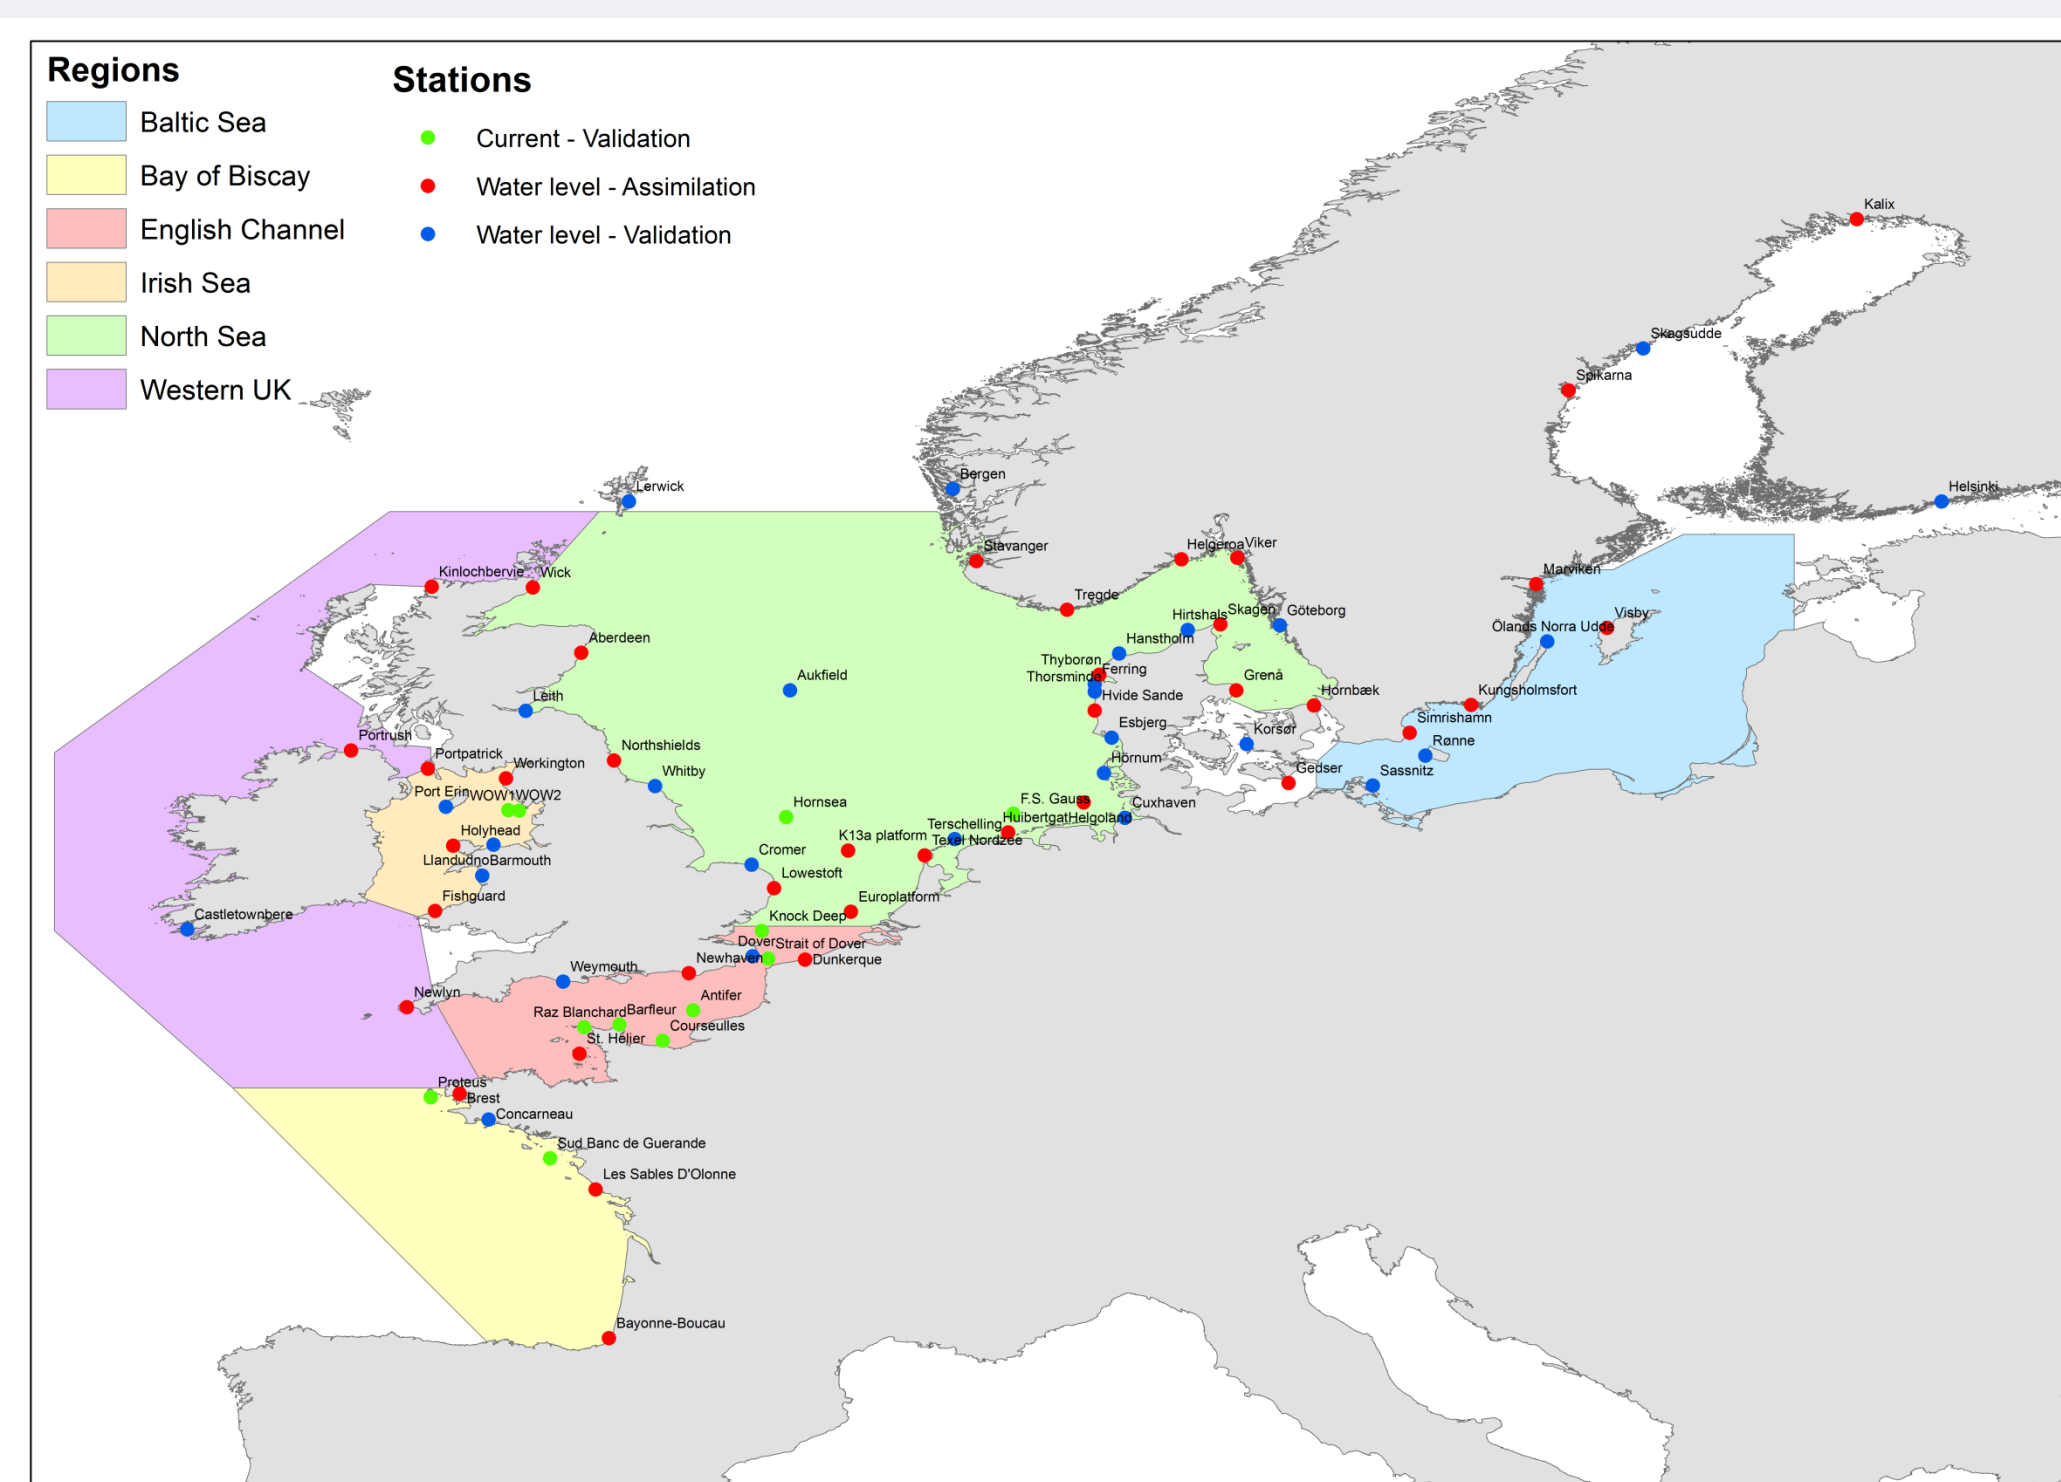 Regions
Baltic Sea
Bay of Biscay
English Channel
Irish Sea
North Sea
Western UK
Stations
Current - Validation
Water level - Assimilation
Water level - Validation
Kalix
Skagsudde
Spikarna
Bergen
Lerwick
Helsinki
Stavanger
Helgeroa
Viker
Kinlochbervie
Wick
Marviken
Tregde
Hirtshals
Skagen
Göteborg
Visby
Ölands Norra Udde
Aberdeen
Hanstholm
Thyborøn
Ferring
Thorsminde
Aukfield
Grenå
Hvide Sande
Hornbæk
Kungsholmsfort
Leith
Simrishamn
Esbjerg
Korsør
Portrush
Northshields
Rønne
Portpatrick
Workington
Hörnum
Whitby
Sassnitz
Gedser
Port Erin
WOW1
WOW2
Hornsea
F.S. Gauss
Cuxhaven
Huibertgat
Helgoland
Terschelling
Holyhead
K13a platform
Texel Nordzee
Cromer
Llandudno
Barmouth
Lowestoft
Fishguard
Europlatform
Castletownbere
Knock Deep
Dover
Strait of Dover
Newhaven
Dunkerque
Weymouth
Newlyn
Antifer
Raz Blanchard
Barfleur
Courseulles
St. Helier
Proteus
Brest
Concarneau
Sud Banc de Guerande
Les Sables D'Olonne
Bayonne-Boucau